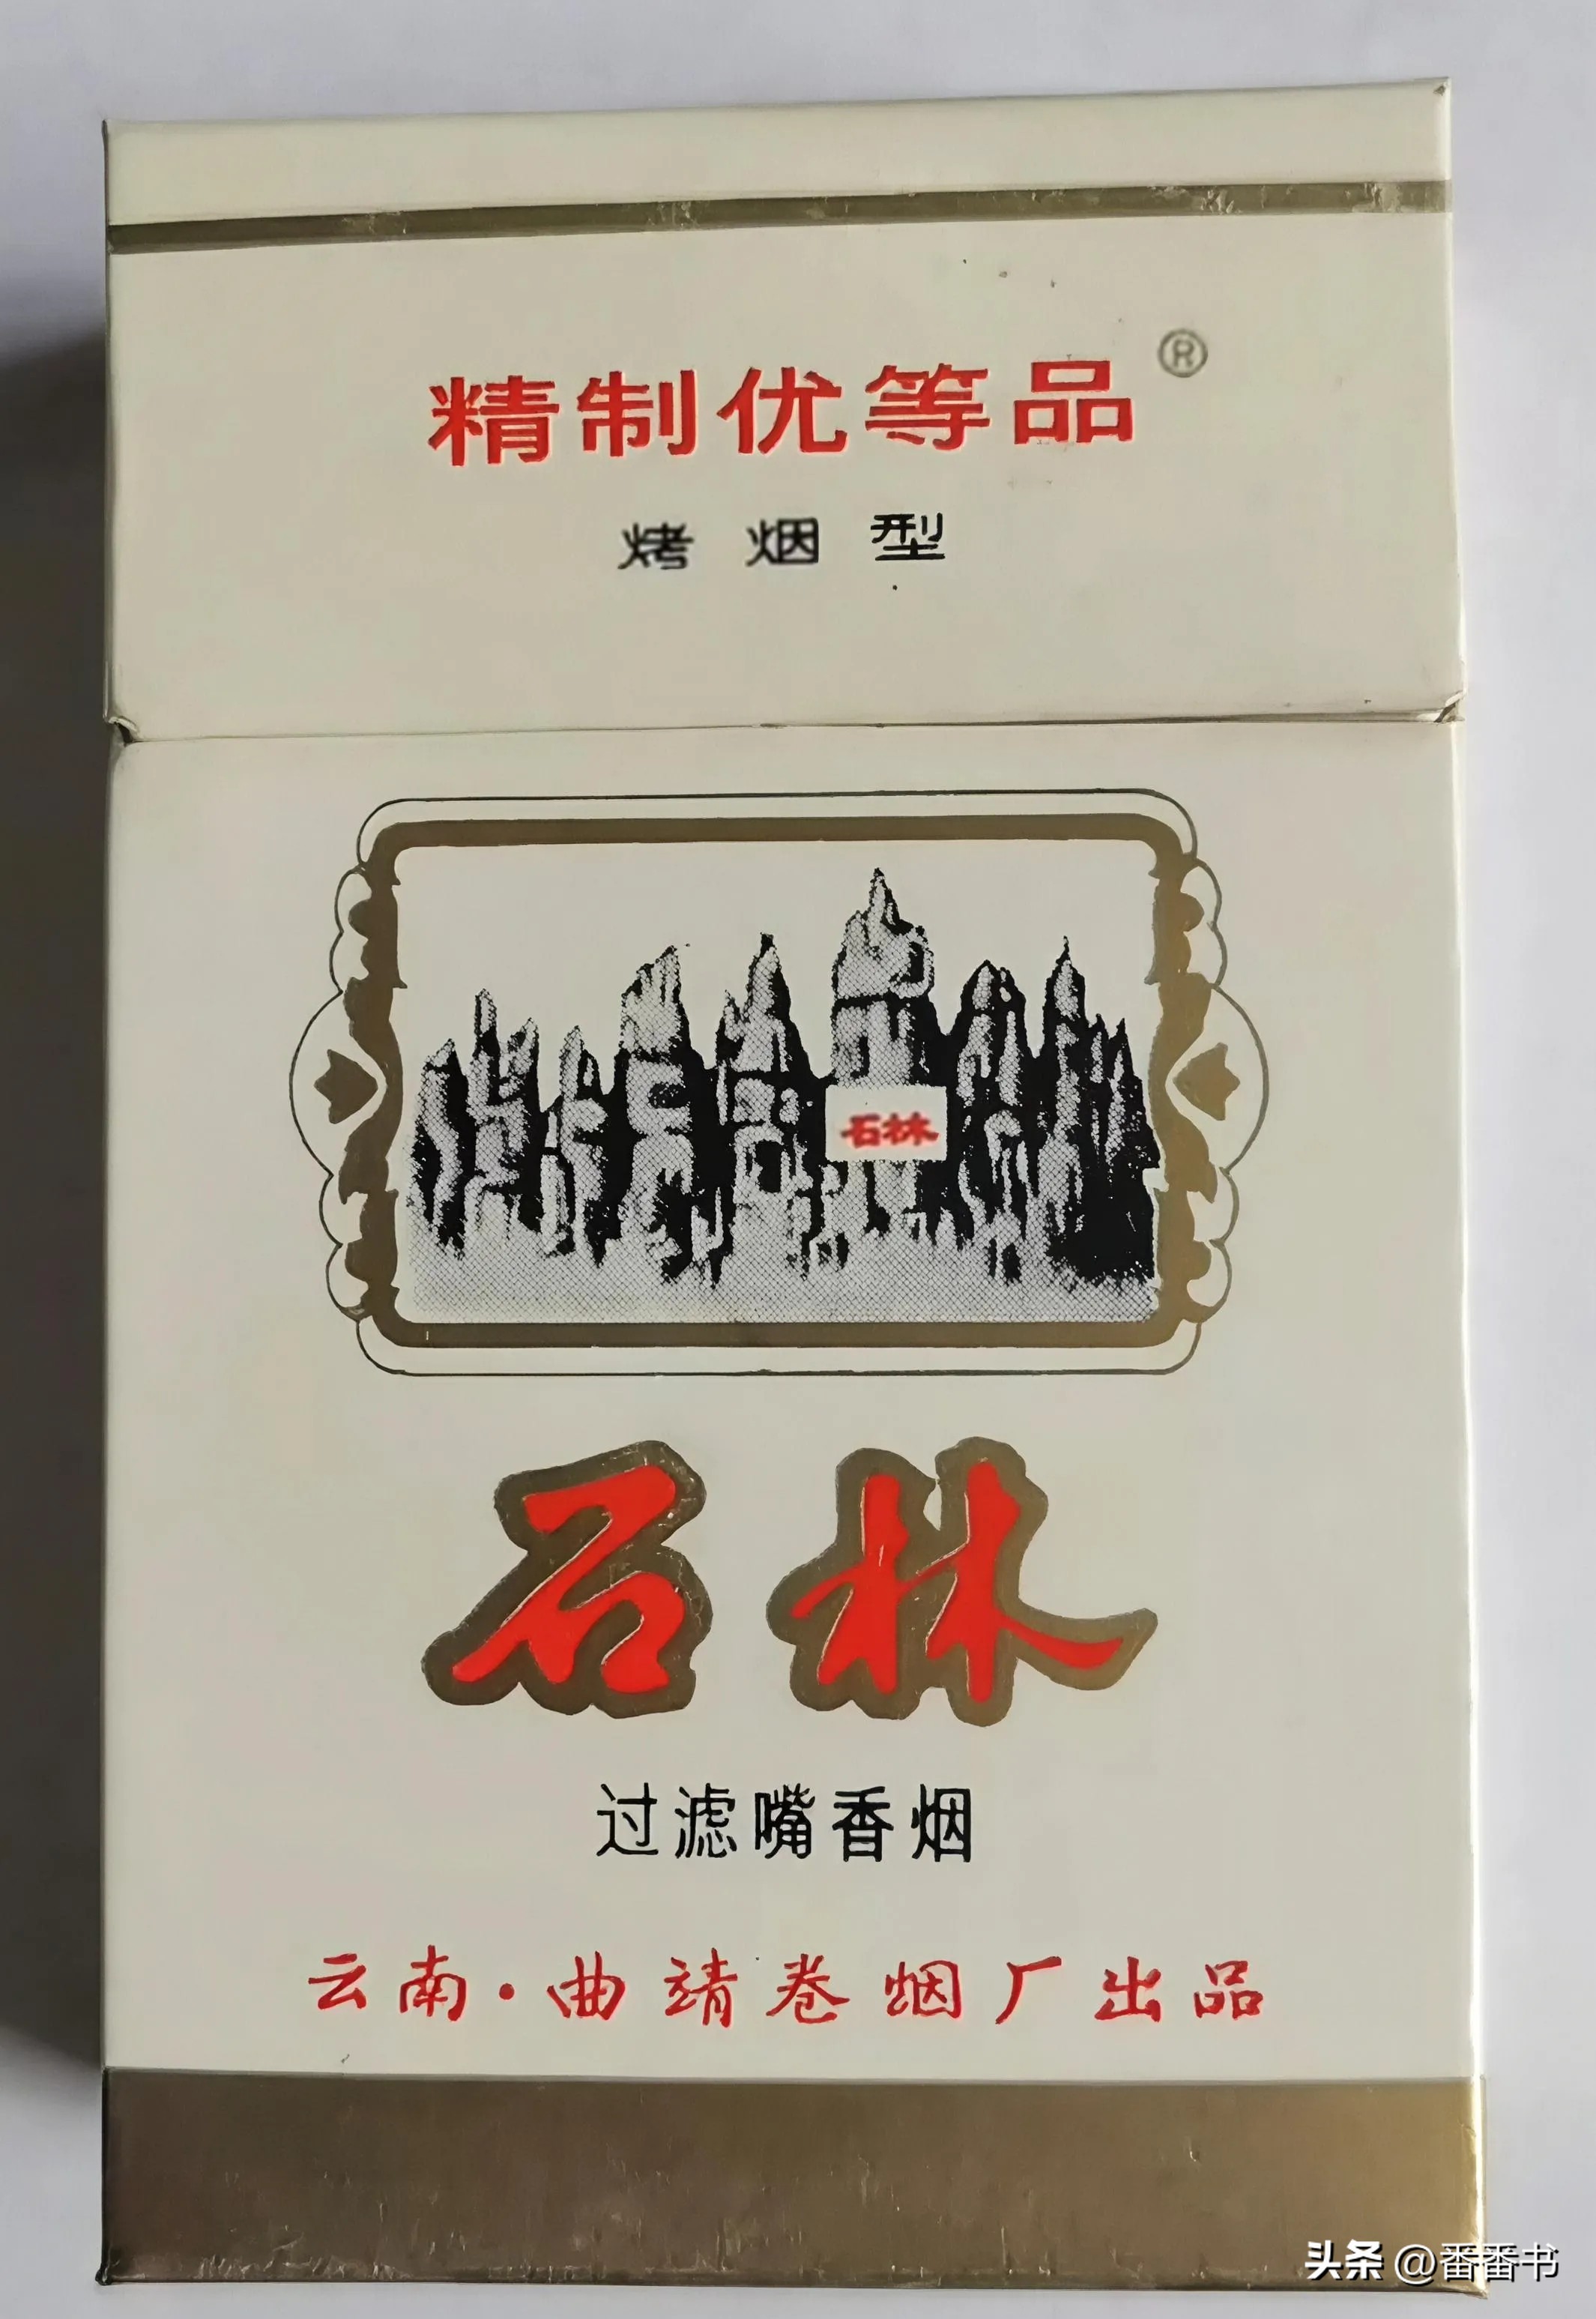 精制优等品®
烤烟型
石林
石林
过滤嘴香烟
云南·曲靖卷烟厂出品
头条 @番番书